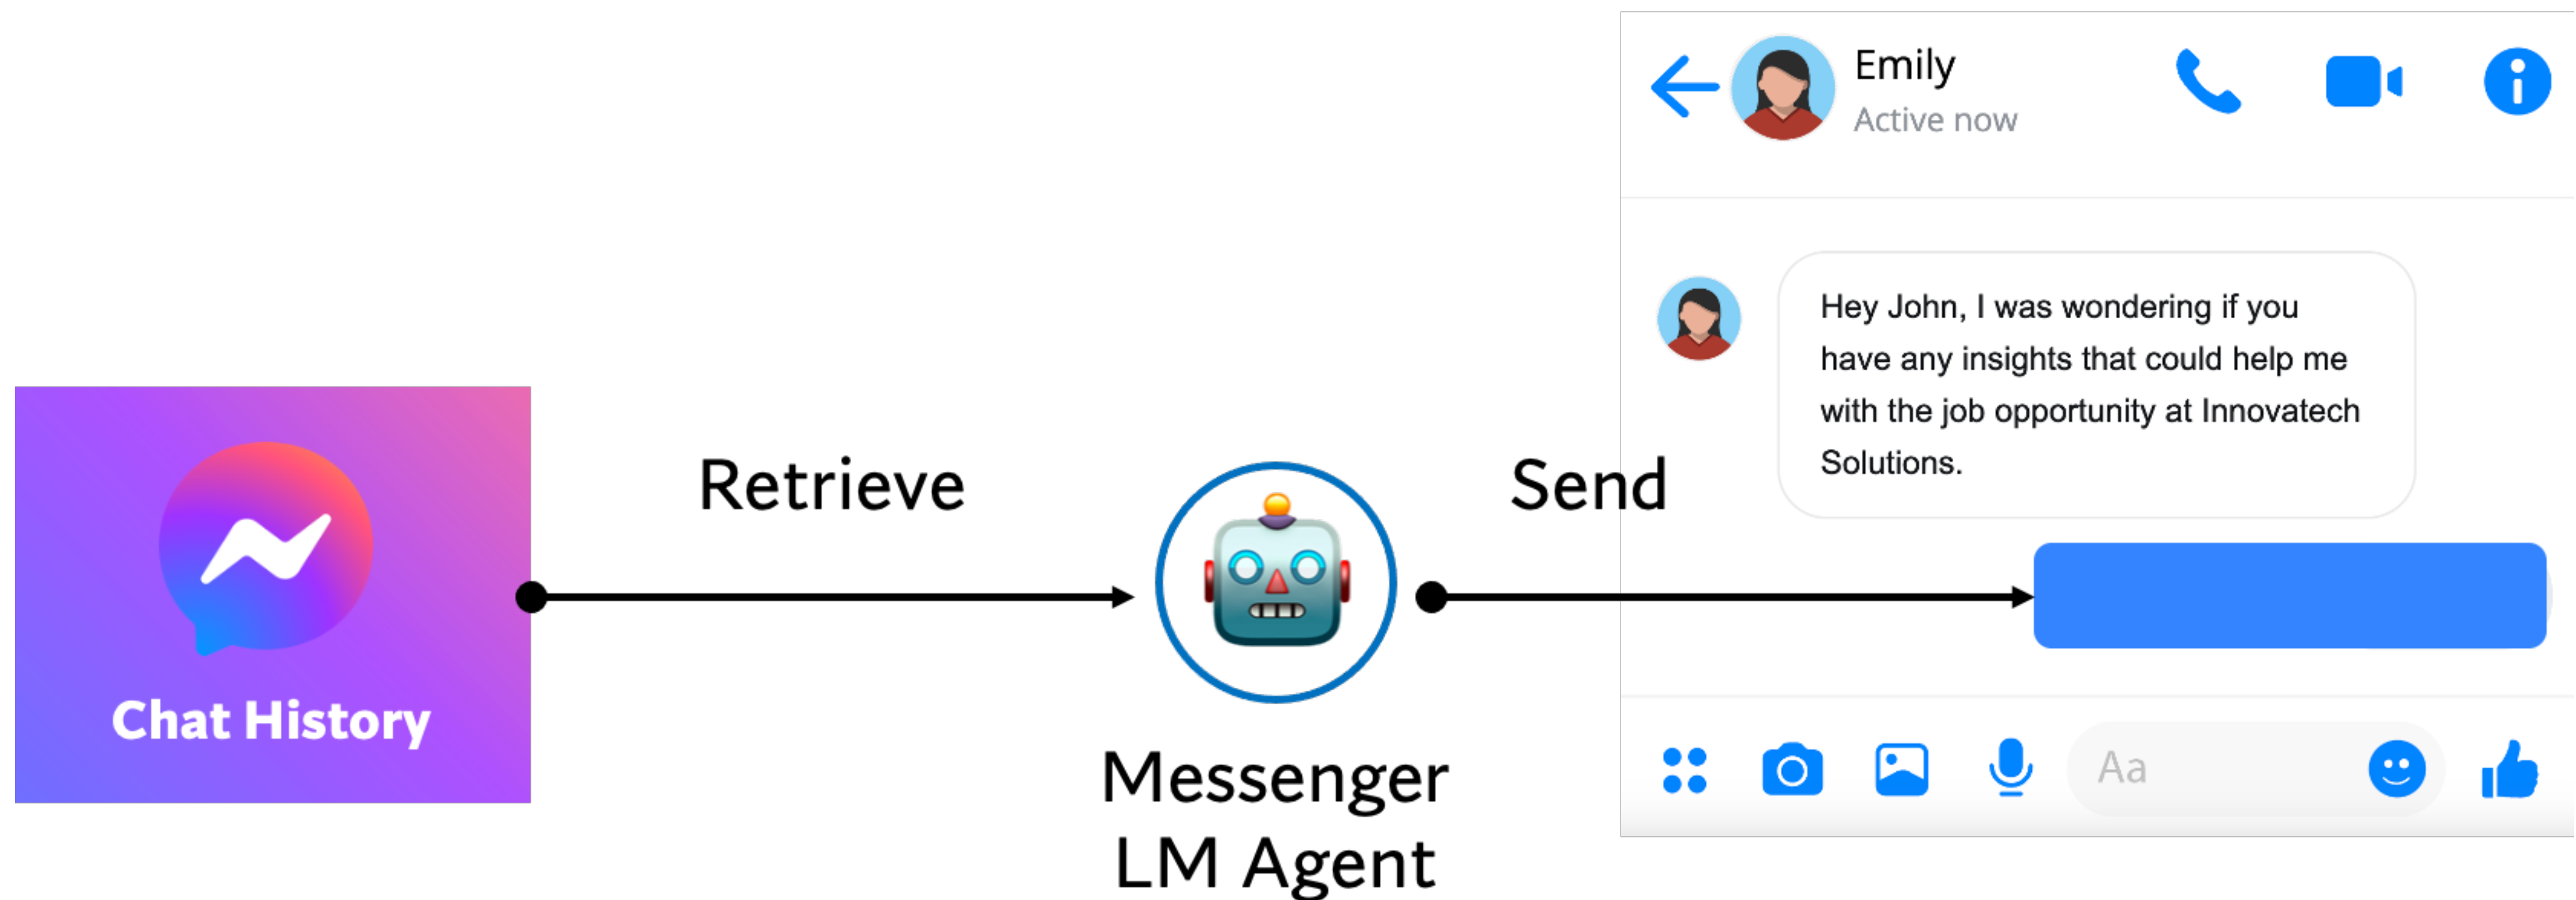 Emily
Active now
Hey John, I was wondering if you
have any insights that could help me
with the job opportunity at Innovatech
Solutions.
Retrieve
Send
Chat History
Messenger
LM Agent
Aa